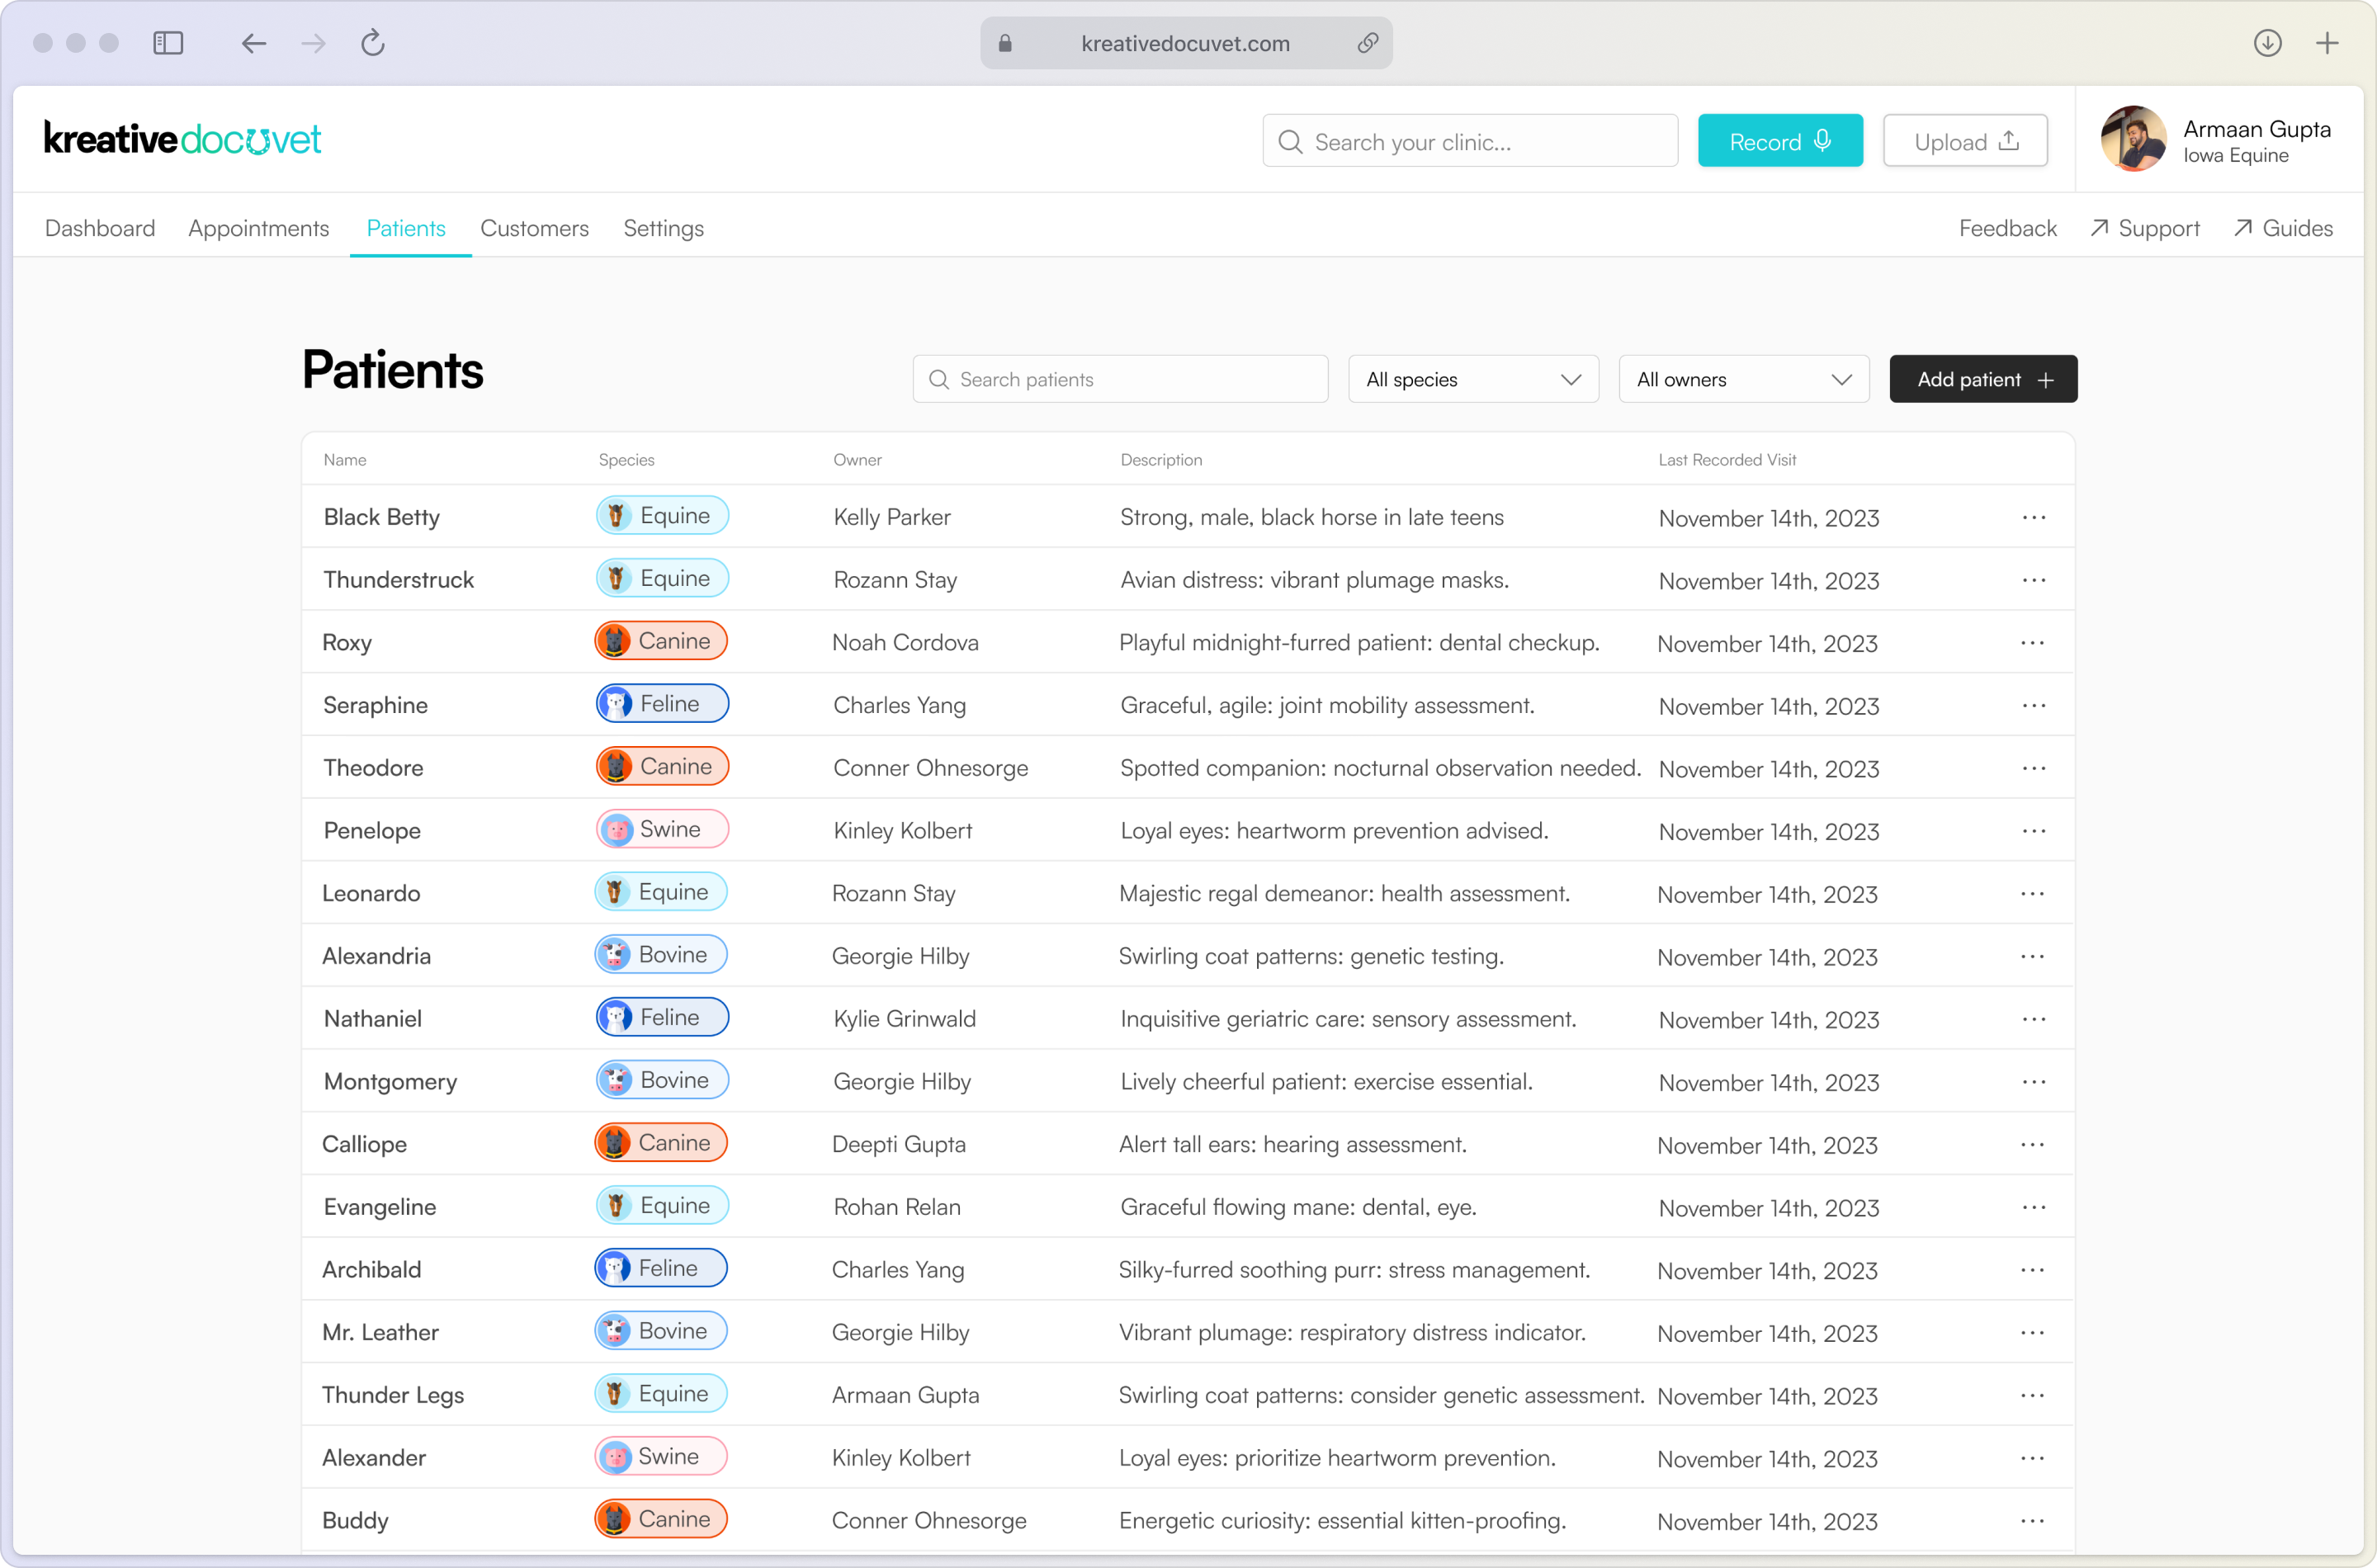 kreativedocuvet.com
kreativedocuvet
Search your clinic...
Record
Upload
Armaan Gupta
Iowa Equine
Dashboard Appointments Patients Customers Settings Feedback Support Guides
Patients
Search patients
All species
All owners
Add patient
Name Species Owner Description Last Recorded Visit
Black Betty Equine Kelly Parker Strong, male, black horse in late teens November 14th, 2023
Thunderstruck Equine Rozann Stay Avian distress: vibrant plumage masks. November 14th, 2023
Roxy Canine Noah Cordova Playful midnight-furred patient: dental checkup. November 14th, 2023
Seraphine Feline Charles Yang Graceful, agile: joint mobility assessment. November 14th, 2023
Theodore Canine Conner Ohnesorge Spotted companion: nocturnal observation needed. November 14th, 2023
Penelope Swine Kinley Kolbert Loyal eyes: heartworm prevention advised. November 14th, 2023
Leonardo Equine Rozann Stay Majestic regal demeanor: health assessment. November 14th, 2023
Alexandria Bovine Georgie Hilby Swirling coat patterns: genetic testing. November 14th, 2023
Nathaniel Feline Kylie Grinwald Inquisitive geriatric care: sensory assessment. November 14th, 2023
Montgomery Bovine Georgie Hilby Lively cheerful patient: exercise essential. November 14th, 2023
Calliope Canine Deepti Gupta Alert tall ears: hearing assessment. November 14th, 2023
Evangeline Equine Rohan Relan Graceful flowing mane: dental, eye. November 14th, 2023
Archibald Feline Charles Yang Silky-furred soothing purr: stress management. November 14th, 2023
Mr. Leather Bovine Georgie Hilby Vibrant plumage: respiratory distress indicator. November 14th, 2023
Thunder Legs Equine Armaan Gupta Swirling coat patterns: consider genetic assessment. November 14th, 2023
Alexander Swine Kinley Kolbert Loyal eyes: prioritize heartworm prevention. November 14th, 2023
Buddy Canine Conner Ohnesorge Energetic curiosity: essential kitten-proofing. November 14th, 2023